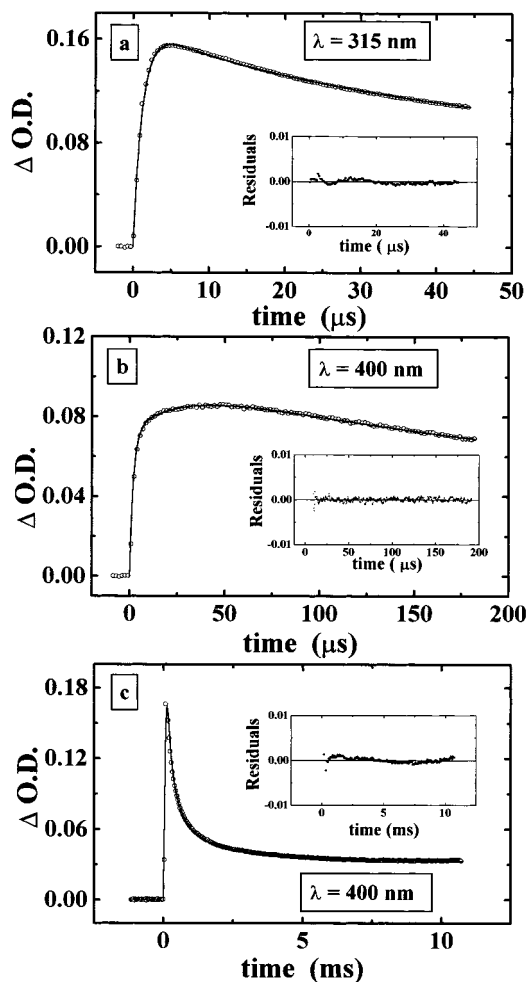 a
λ = 315 nm
0.16
0.08
0.00
Δ O.D.
0.01
0.00
-0.01
Residuals
0 20 40
time ( μs)
0 10 20 30 40 50
time (μs)
b
λ = 400 nm
0.12
0.08
0.04
0.00
Δ O.D.
0.01
0.00
-0.01
Residuals
0 25 50 75 100 125 150 175 200
time ( μs)
0 50 100 150 200
time (μs)
c
0.18
0.12
0.06
0.00
Δ O.D.
0.01
0.00
-0.01
Residuals
0 5 10
time (ms)
λ = 400 nm
0 5 10
time (ms)